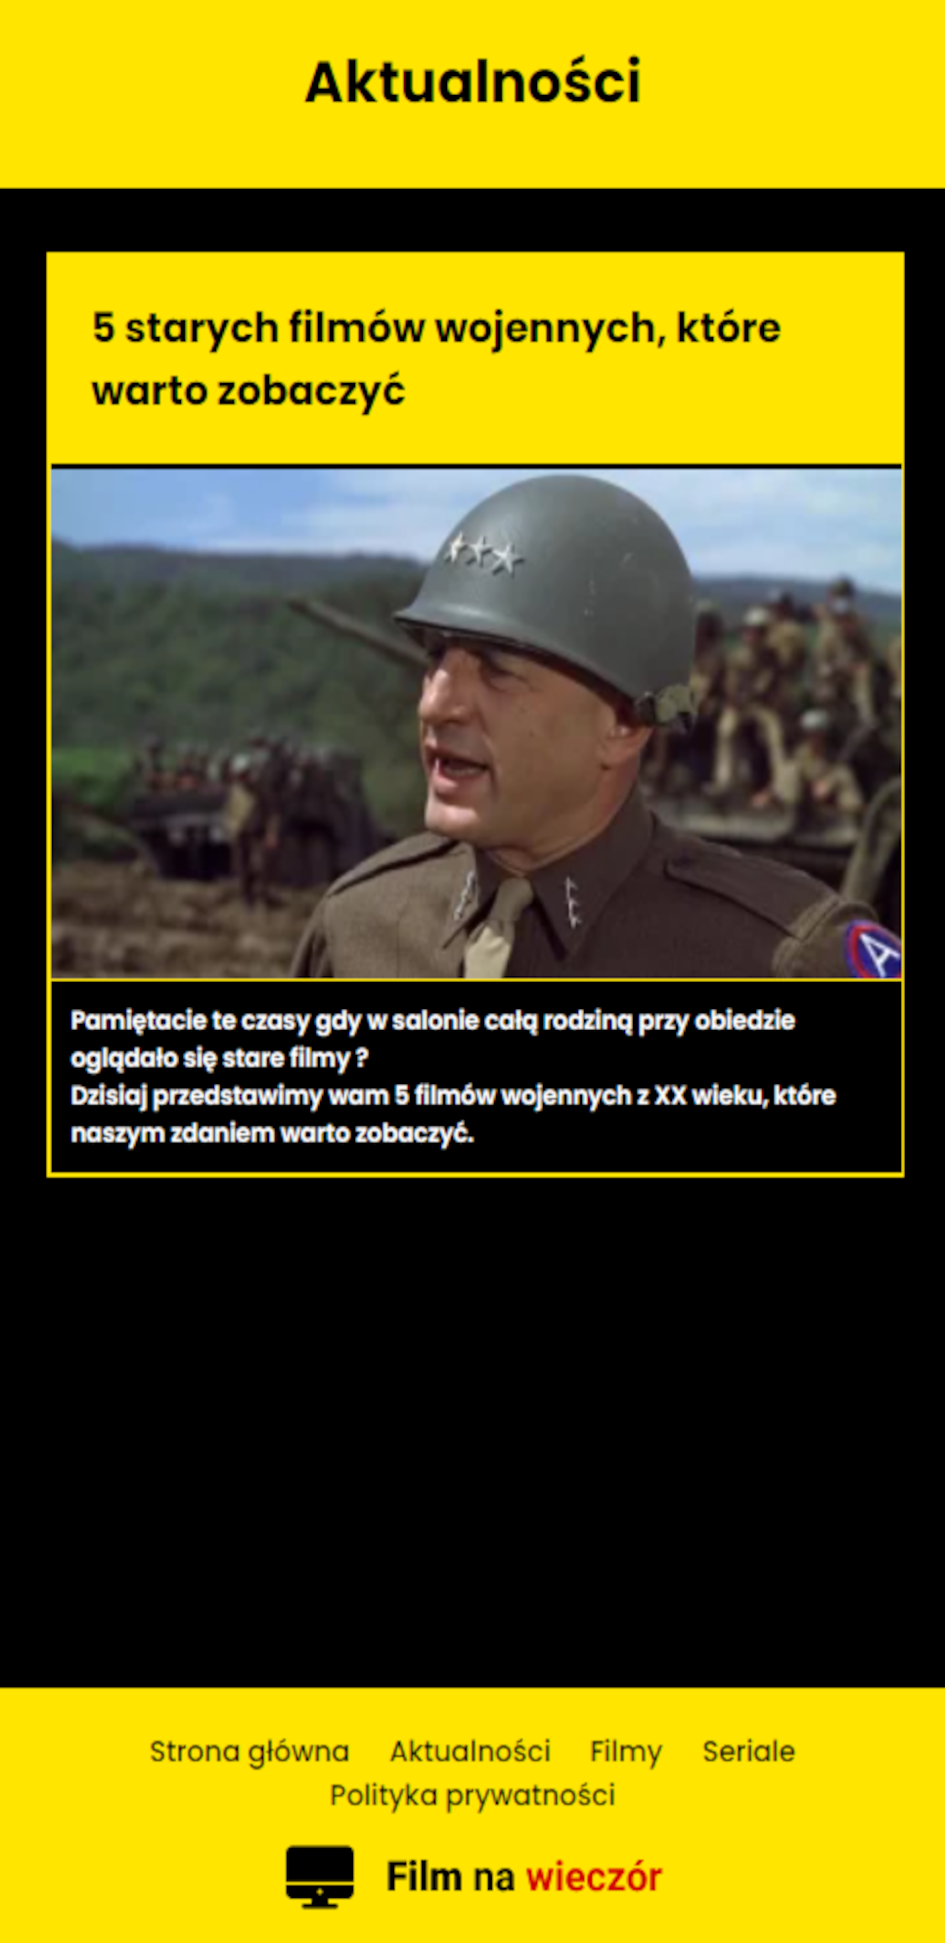 Aktualności
5 starych filmów wojennych, które
warto zobaczyć
A
Pamiętacie te czasy gdy w salonie całą rodziną przy obiedzie
oglądało się stare filmy ?
Dzisiaj przedstawimy wam 5 filmów wojennych z XX wieku, które
naszym zdaniem warto zobaczyć.
Strona główna Aktualności Filmy Seriale
Polityka prywatności
Film na wieczór